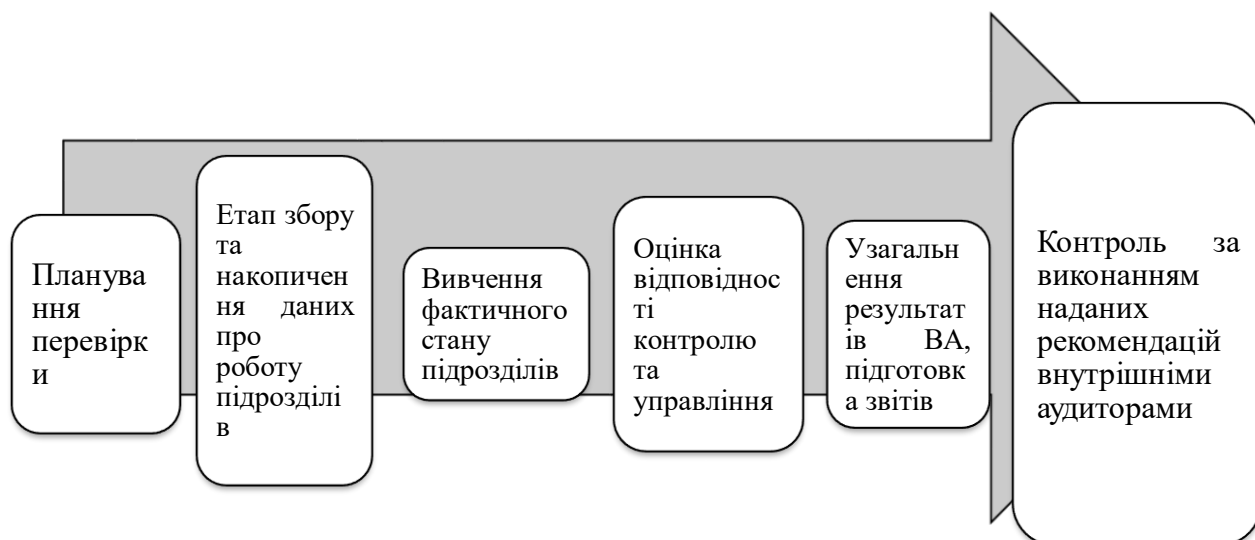 Планува
ння
перевірк
и
Етап збору
та
накопичен
ня даних
про
роботу
підрозділі
в
Вивчення
фактичного
стану
підрозділів
Оцінка
відповіднос
ті
контролю
та
управління
Узагальн
ення
результат
ів ВА,
підготовк
а звітів
Контроль за
виконанням
наданих
рекомендацій
внутрішніми
аудиторами